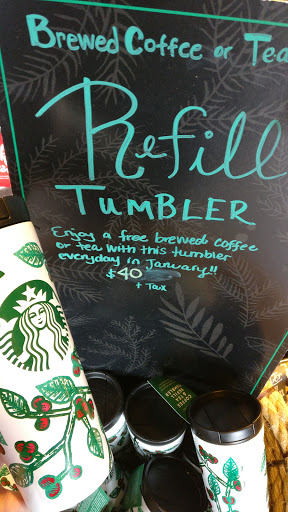 Brewed Coffee or Tea
Refill
Tumbler
Enjoy a free brewed coffee
or tea with this tumbler
everyday in January!!
$40
+ Tax